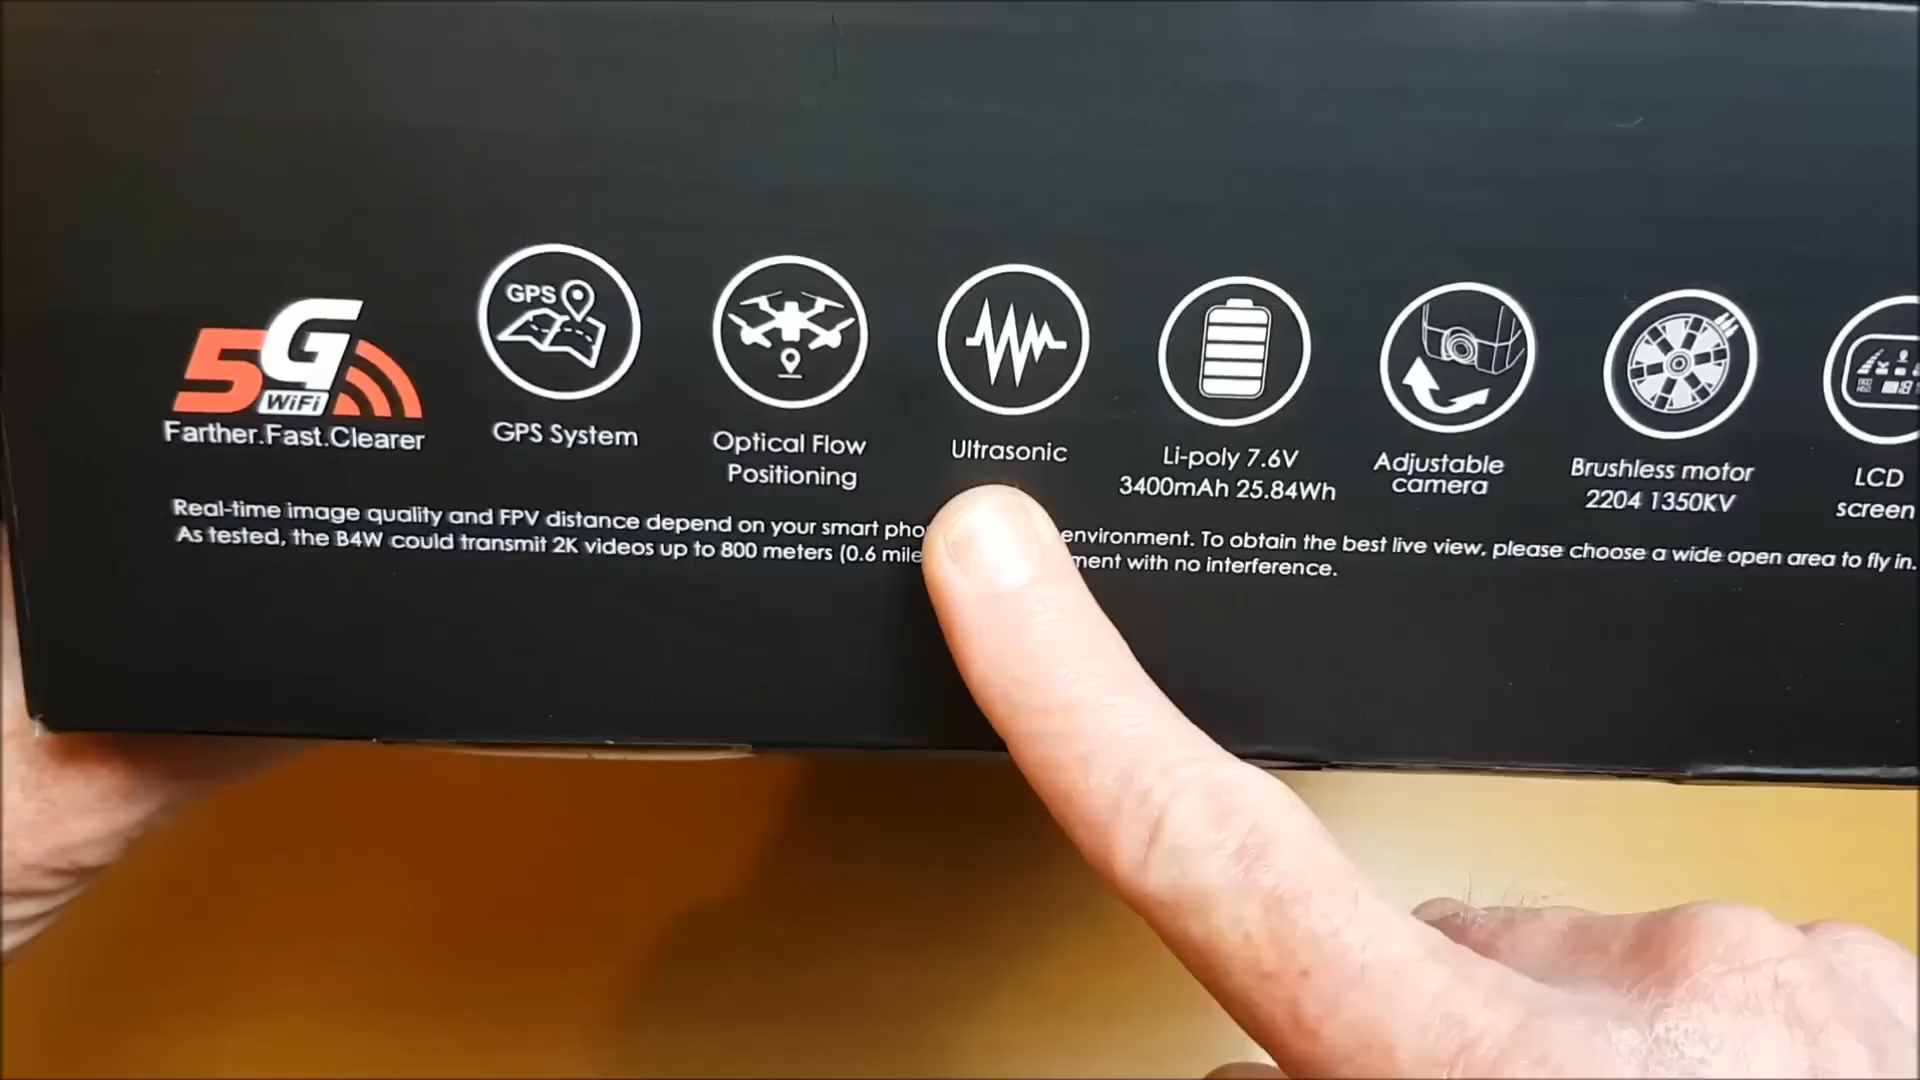 5G
WiFi
Farther.Fast.Clearer
GPS
GPS System
Optical Flow
Positioning
Ultrasonic
Li-poly 7.6V
3400mAh 25.84Wh
Adjustable
camera
Brushless motor
2204 1350KV
LCD
screen
Real-time image quality and FPV distance depend on your smart environment. To obtain the best live view, please choose a wide open area to fly in.
As tested, the B4W could transmit 2K videos up to 800 meters (0.6 with no interference.